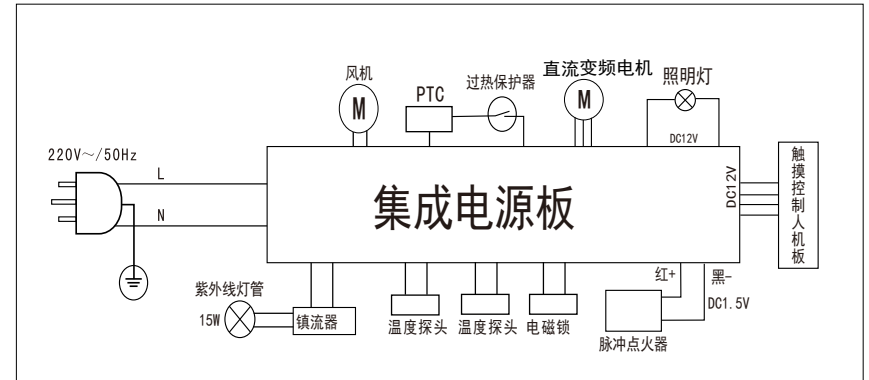 风机
M
PTC
过热保护器
直流变频电机
M
照明灯
DC12V
220V～/50Hz
L
N
集成电源板
DC12V
触摸控制人机板
紫外线灯管
15W
镇流器
温度探头
温度探头
电磁锁
红+
黑-
DC1.5V
脉冲点火器